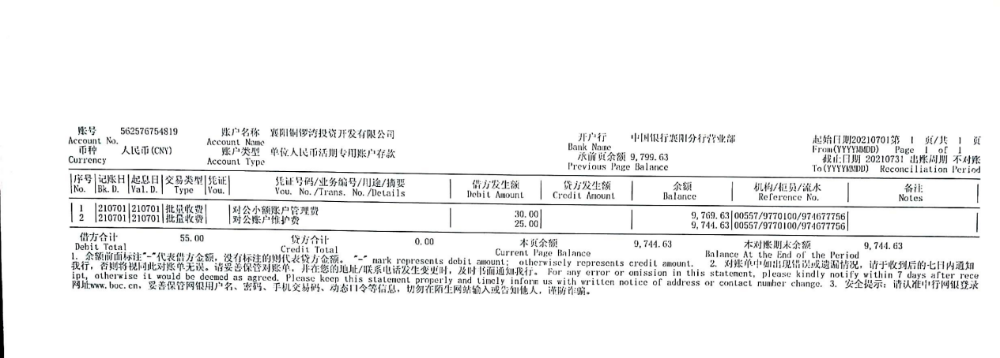 账号 562576754819 账户名称 襄阳铜锣湾投资开发有限公司 开户行 中国银行襄阳分行营业部 起始日期20210701第 1 页/共 1 页
Account No. Account Name Bank Name From(YYYYMMDD) Page 1 of 1
币种 人民币(CNY) 账户类型 单位人民币活期专用账户存款 承前页余额 9,799.63 截止日期 20210731 出账周期 不对账
Currency Account Type Previous Page Balance To(YYYYMMDD) Reconciliation Period
序号 记账日 起息日 交易类型 凭证 凭证号码/业务编号/用途/摘要 借方发生额 贷方发生额 余额 机构/柜员/流水 备注
No. Bk. D. Val. D. Type Vou. Vou. No./Trans. No./Details Debit Amount Credit Amount Balance Reference No. Notes
1 210701 210701 批量收费 对公小额账户管理费 30.00 9,769.63 00557/9770100/974677756
2 210701 210701 批量收费 对公账户维护费 25.00 9,744.63 00557/9770100/974677756
借方合计 55.00 贷方合计 0.00 本页余额 9,744.63 本对账期末余额 9,744.63
Debit Total Credit Total Current Page Balance Balance At the End of the Period
1. 余额前面标注"-"代表借方金额，没有标注的则代表贷方金额。 "-" mark represents debit amount; otherwisely represents credit amount. 2. 对账单中如出现错误或遗漏情况，请于收到后的七日内通知
我行，否则将视同此对账单无误。请妥善保管对账单，并在您的地址/联系电话发生变更时，及时书面通知我行。 For any error or omission in this statement, please kindly notify within 7 days after rece
ipt, otherwise it would be deemed as agreed. Please keep this statement properly and timely inform us with written notice of address or contact number change. 3. 安全提示：请认准中行网银登录
网址www.boc.cn，妥善保管网银用户名、密码、手机交易码、动态口令等信息，切勿在陌生网站输入或告知他人，谨防诈骗。